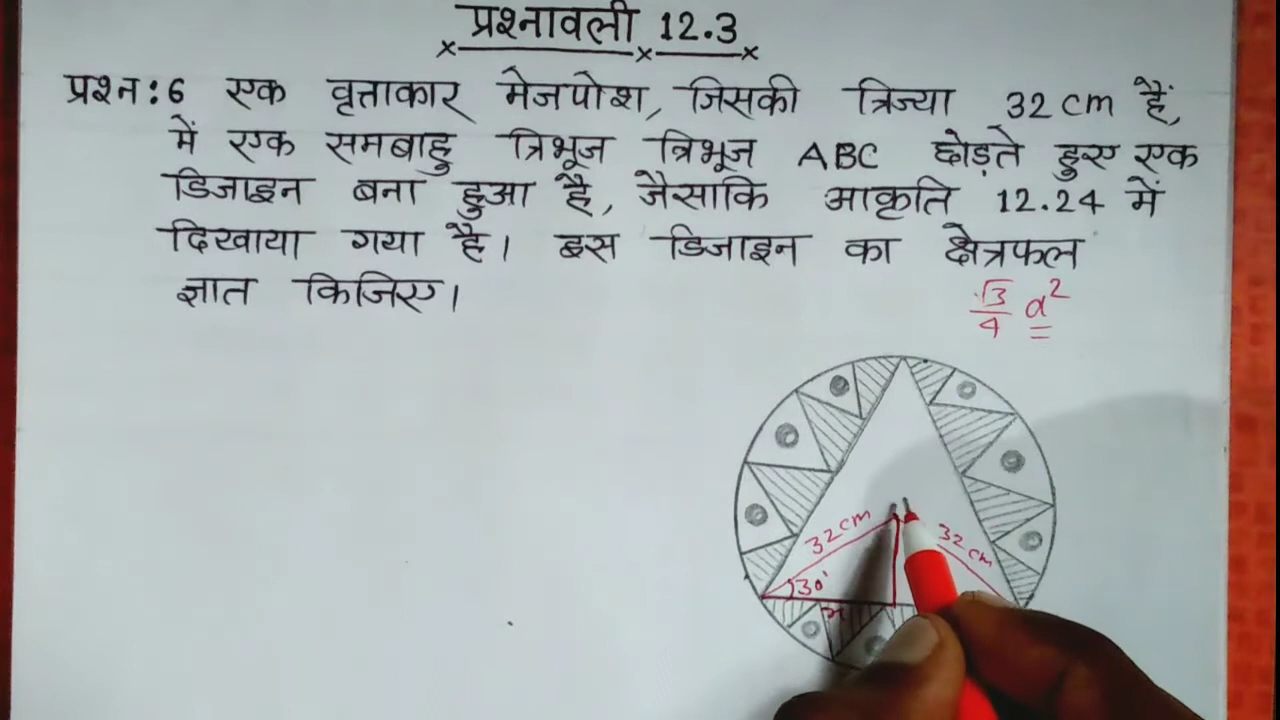 प्रश्नावली 12.3
प्रश्न:6 एक वृत्ताकार मेजपोश, जिसकी त्रिज्या 32 cm हैं,
में एक समबाहु त्रिभूज त्रिभूज ABC छोड़ते हुए एक
डिजाइन बना हुआ है, जैसाकि आकृति 12.24 में
दिखाया गया है। इस डिजाइन का क्षेत्रफल
ज्ञात किजिए।
√3/4 a²
32 cm
32 cm
30°
x